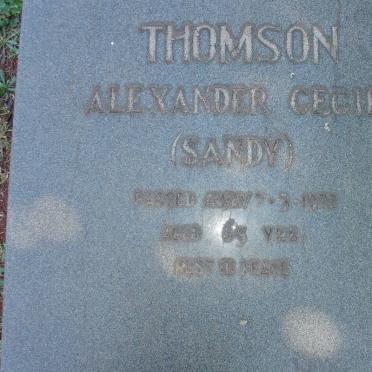 THOMSON
ALEXANDER CECI
(SANDY)
PASSED AWAY 7-3-
AGED 65 YRS
REST IN PEACE